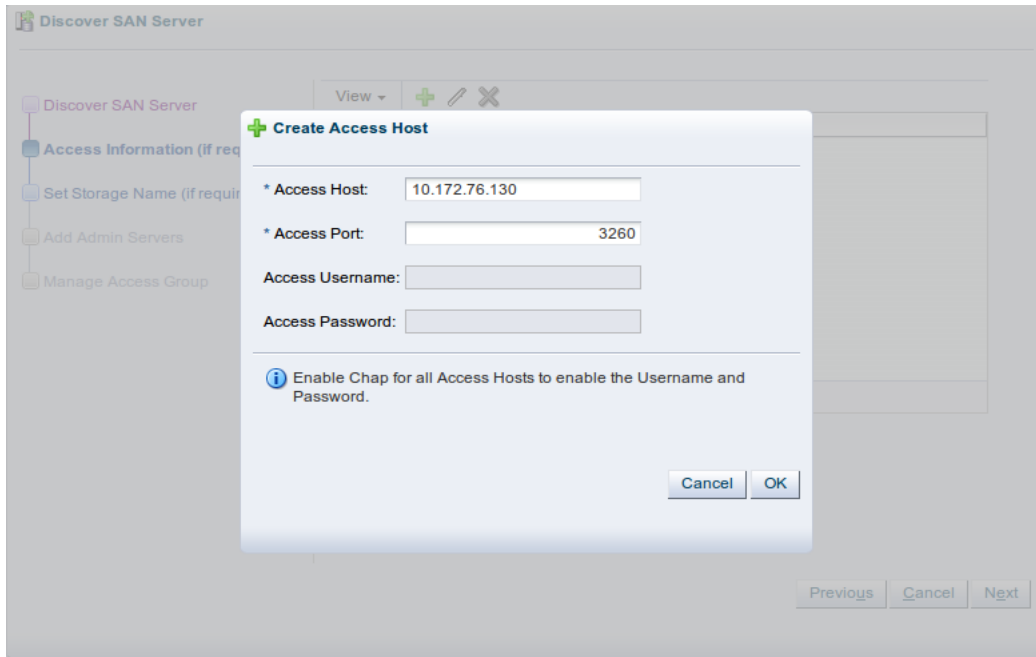 Discover SAN Server
View
Discover SAN Server
Create Access Host
Access Information (if req
* Access Host: 10.172.76.130
Set Storage Name (if requir
* Access Port: 3260
Add Admin Servers
Access Username:
Manage Access Group
Access Password:
Enable Chap for all Access Hosts to enable the Username and
Password.
Cancel OK
Previous Cancel Next